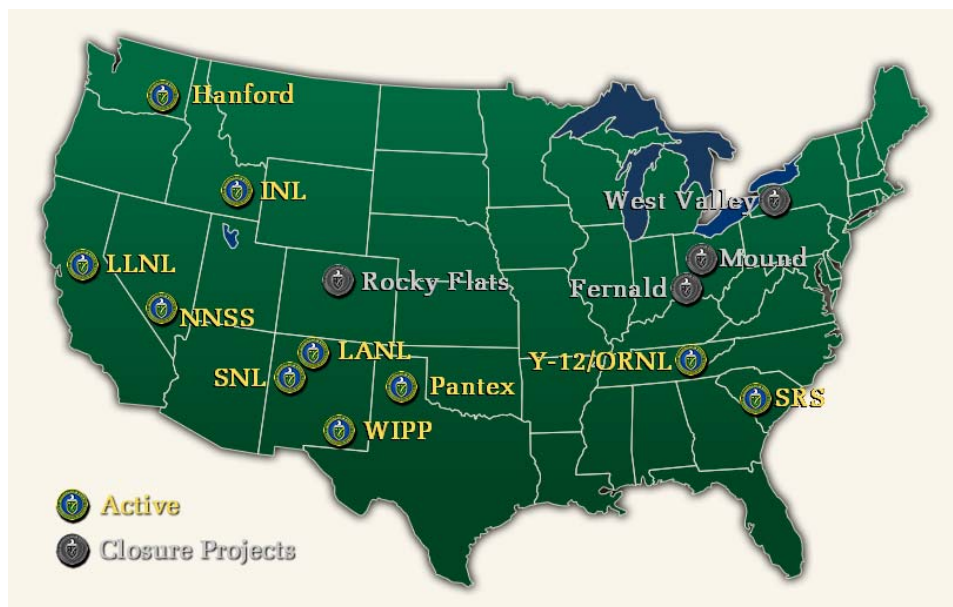 Hanford
INL
West Valley
LLNL
Mound
Rocky Flats
Fernald
NNSS
LANL
Y-12/ORNL
SNL
Pantex
SRS
WIPP
Active
Closure Projects